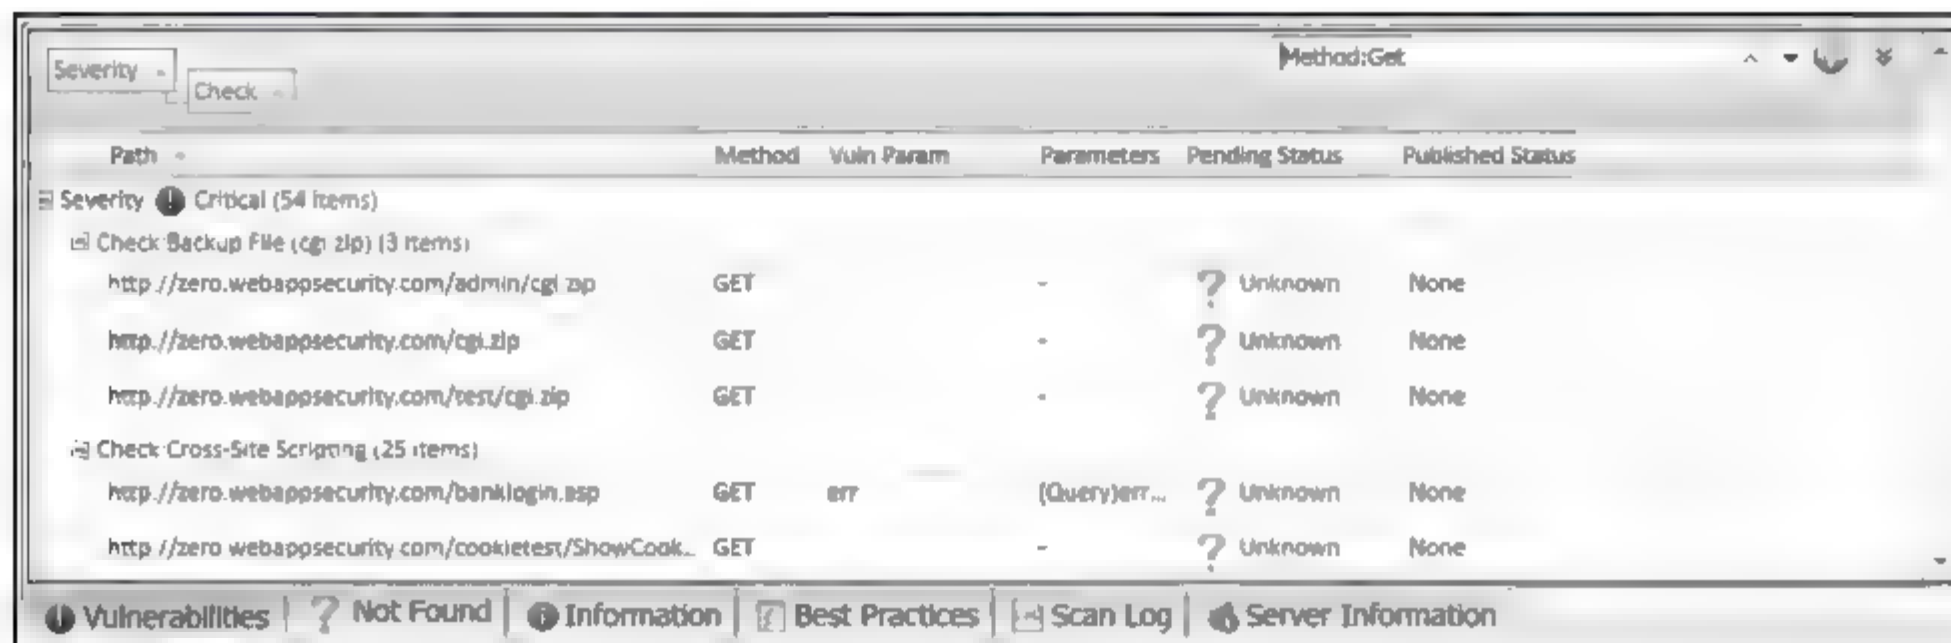 Severity Method:Get
Check
Path Method Vuln Param Parameters Pending Status Published Status
Severity Critical (54 items)
Check:Backup File (cgi.zip) (3 items)
http://zero.webappsecurity.com/admin/cgi.zip GET - ? Unknown None
http://zero.webappsecurity.com/cgi.zip GET - ? Unknown None
http://zero.webappsecurity.com/test/cgi.zip GET - ? Unknown None
Check:Cross-Site Scripting (25 items)
http://zero.webappsecurity.com/banklogin.asp GET err (Query)err... ? Unknown None
http://zero.webappsecurity.com/cookietest/ShowCook... GET - ? Unknown None
Vulnerabilities ? Not Found Information Best Practices Scan Log Server Information